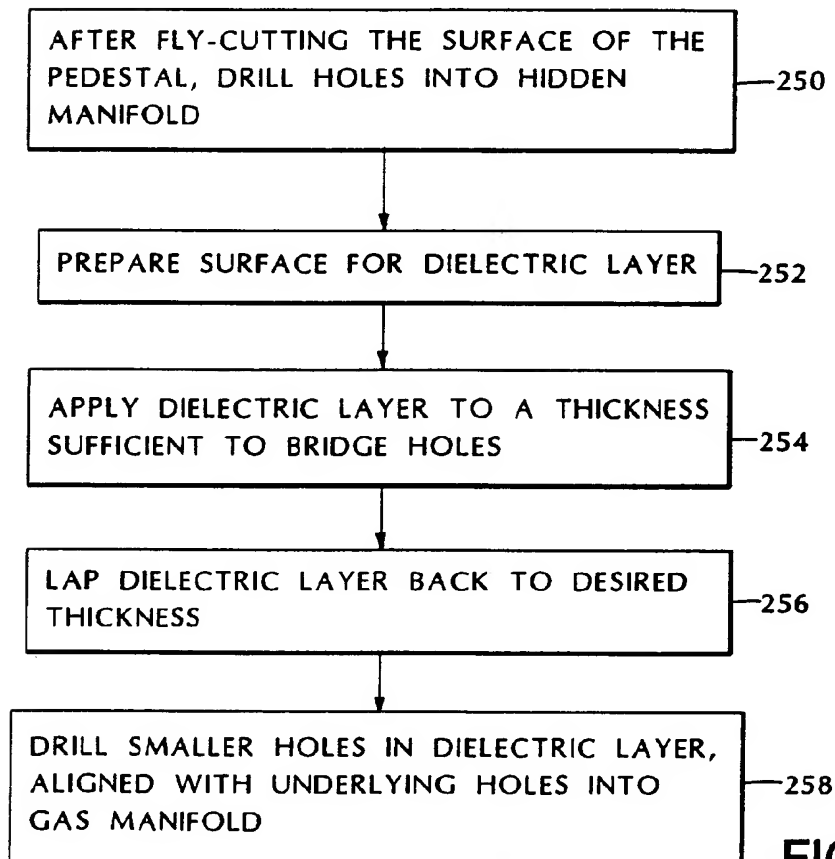 AFTER FLY-CUTTING THE SURFACE OF THE
PEDESTAL, DRILL HOLES INTO HIDDEN
MANIFOLD
250
PREPARE SURFACE FOR DIELECTRIC LAYER
252
APPLY DIELECTRIC LAYER TO A THICKNESS
SUFFICIENT TO BRIDGE HOLES
254
LAP DIELECTRIC LAYER BACK TO DESIRED
THICKNESS
256
DRILL SMALLER HOLES IN DIELECTRIC LAYER,
ALIGNED WITH UNDERLYING HOLES INTO
GAS MANIFOLD
258